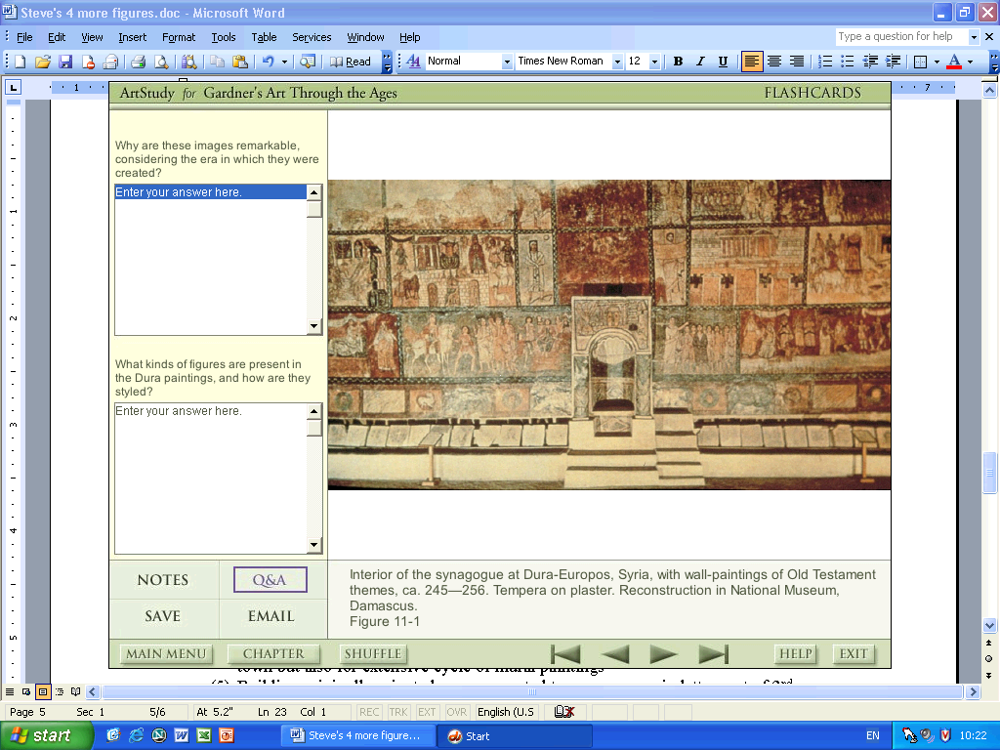 Steve's 4 more figures.doc - Microsoft Word
File Edit View Insert Format Tools Table Services Window Help Type a question for help
Read Normal Times New Roman 12 B I U A
1 7
ArtStudy for Gardner's Art Through the Ages FLASHCARDS
Why are these images remarkable,
considering the era in which they were
created?
Enter your answer here.
What kinds of figures are present in
the Dura paintings, and how are they
styled?
Enter your answer here.
1
2
3
4
5
NOTES Q&A
SAVE EMAIL
Interior of the synagogue at Dura-Europos, Syria, with wall-paintings of Old Testament
themes, ca. 245—256. Tempera on plaster. Reconstruction in National Museum,
Damascus.
Figure 11-1
MAIN MENU CHAPTER SHUFFLE HELP EXIT
town but also for extensive cycle of mural paintings
Page 5 Sec 1 5/6 At 5.2" Ln 23 Col 1 REC TRK EXT OVR English (U.S
start Steve's 4 more figure... Start EN 10:22